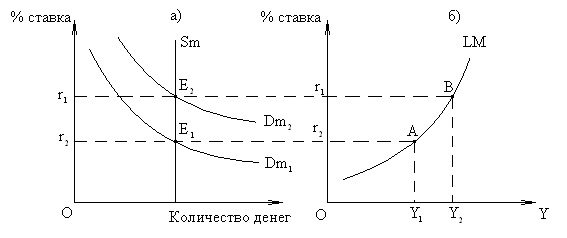 % ставка
а)
Sm
E2
r1
Dm2
E1
r2
Dm1
O
Количество денег
% ставка
б)
LM
r1
B
r2
A
O
Y1
Y2
Y